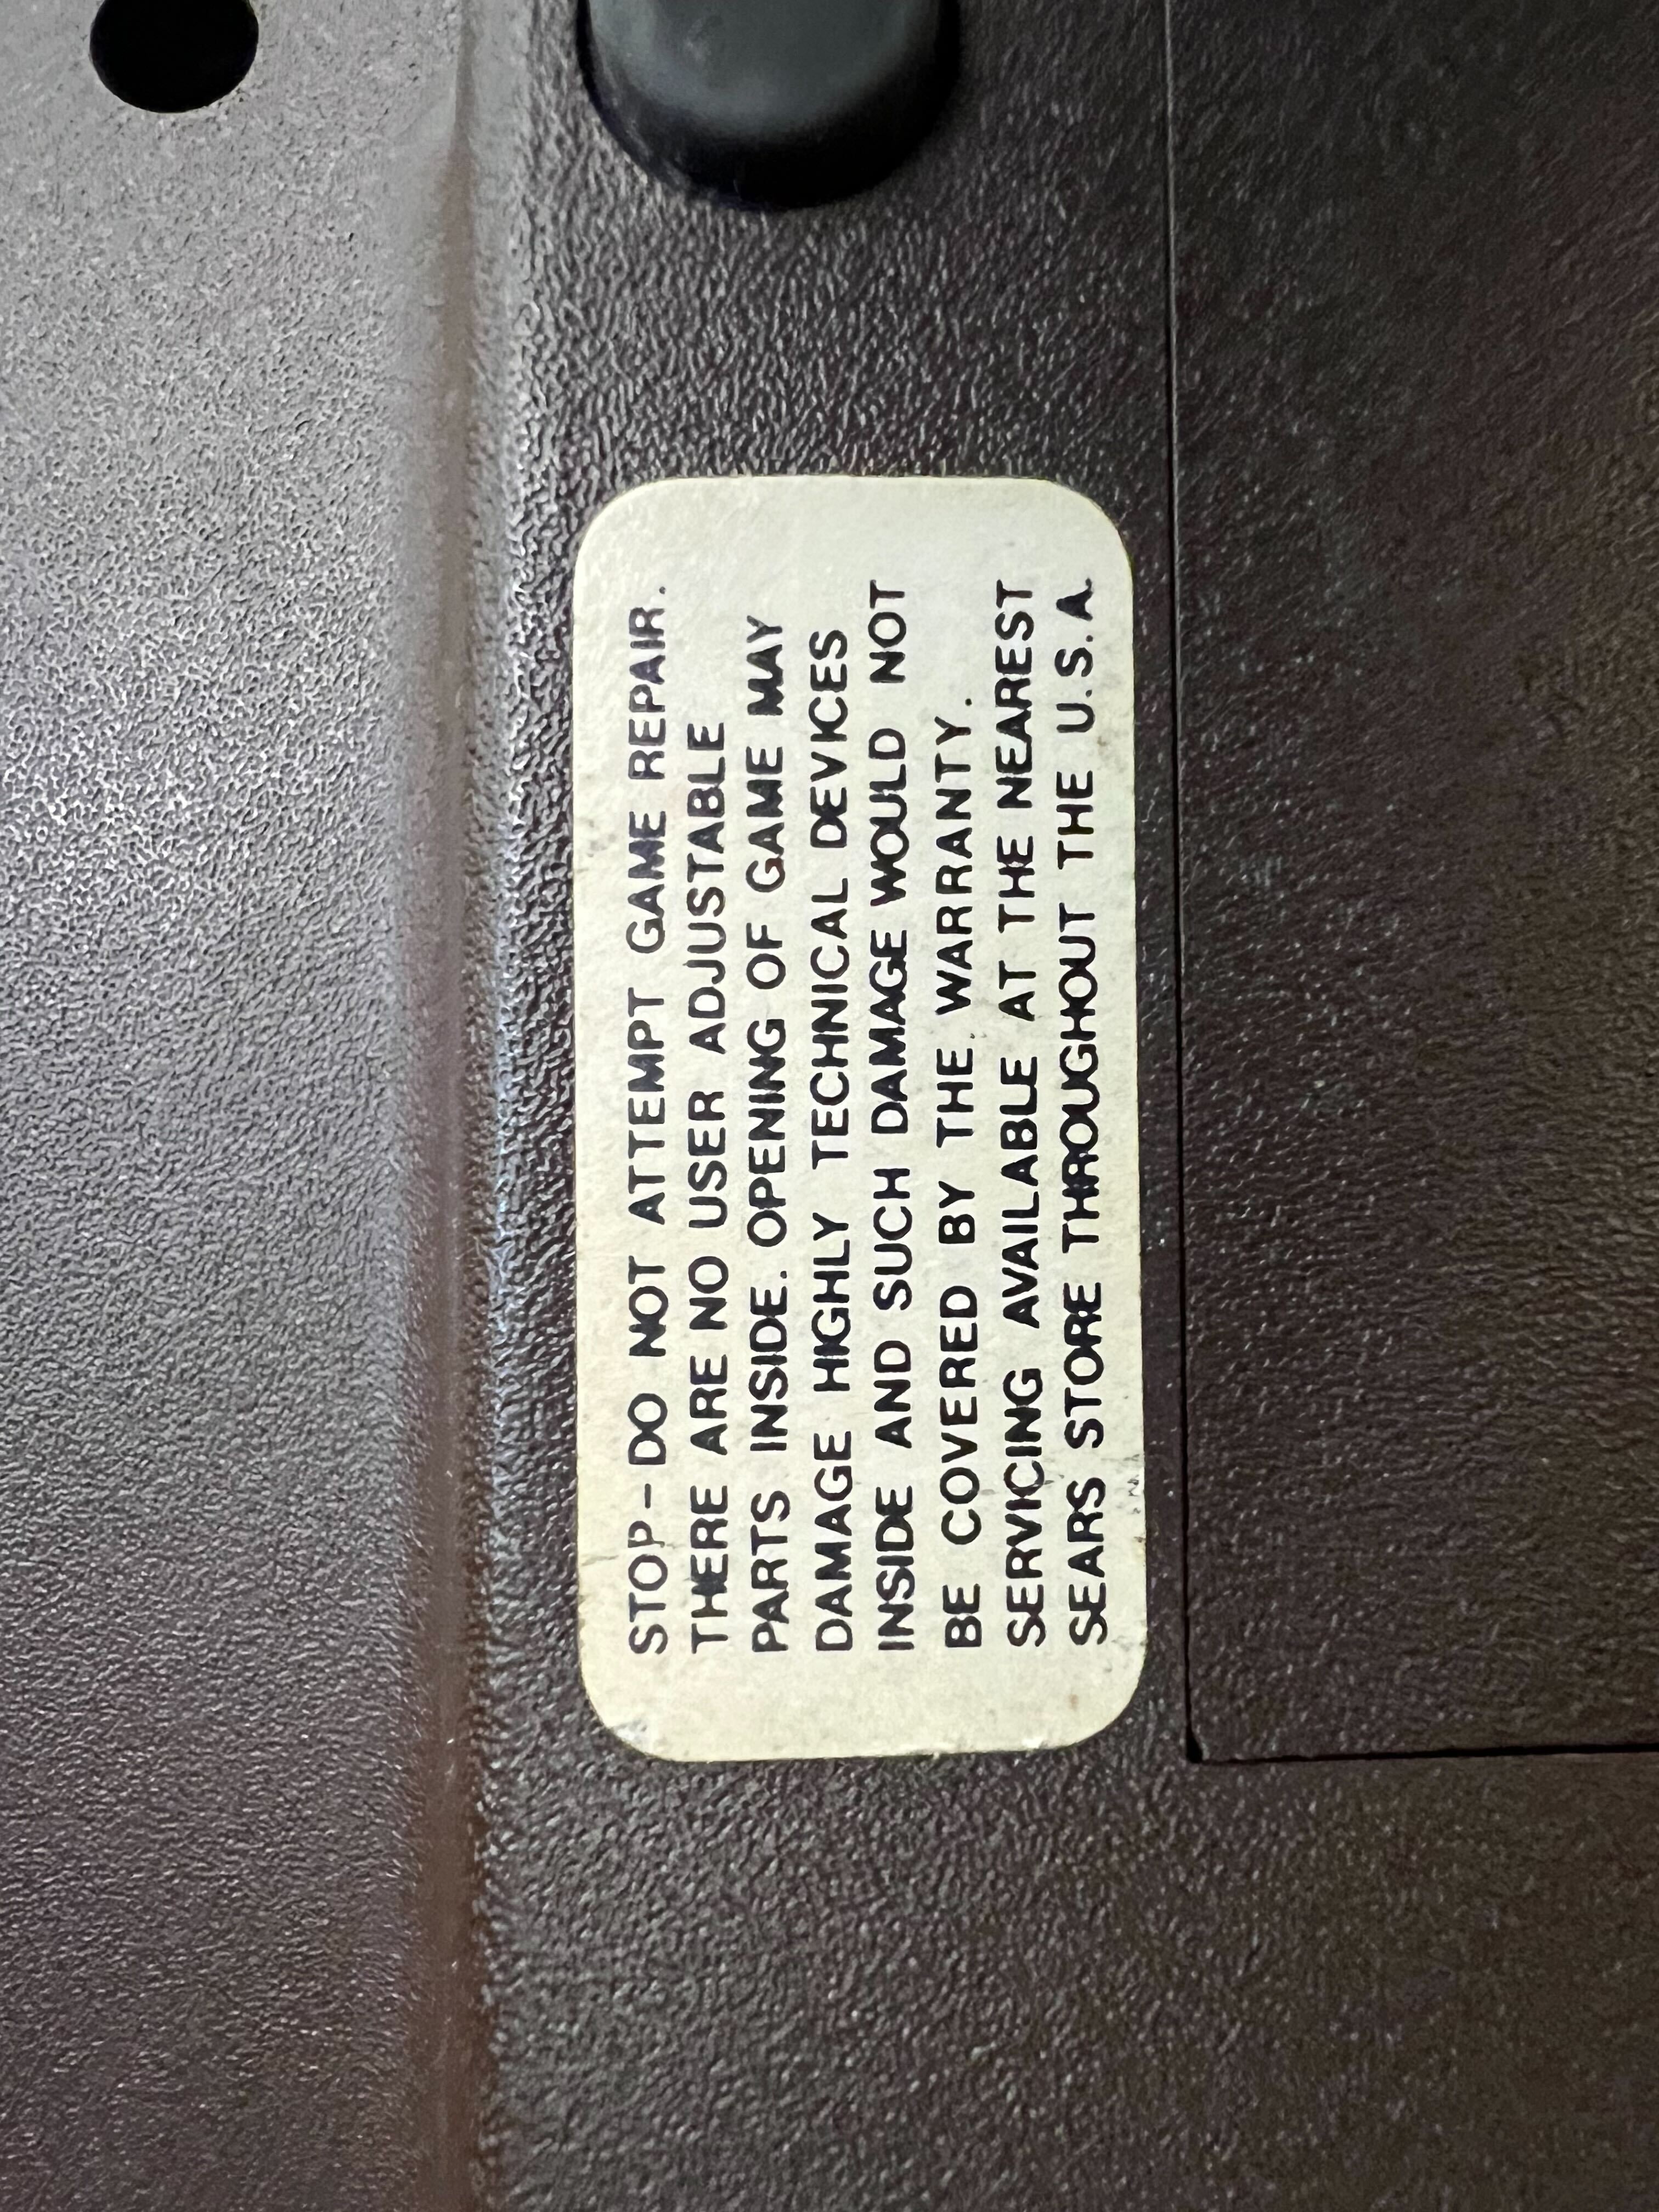 STOP - DO NOT ATTEMPT GAME REPAIR.
THERE ARE NO USER ADJUSTABLE
PARTS INSIDE. OPENING OF GAME MAY
DAMAGE HIGHLY TECHNICAL DEVICES
INSIDE AND SUCH DAMAGE WOULD NOT
BE COVERED BY THE WARRANTY.
SERVICING AVAILABLE AT THE NEAREST
SEARS STORE THROUGHOUT THE U.S.A.